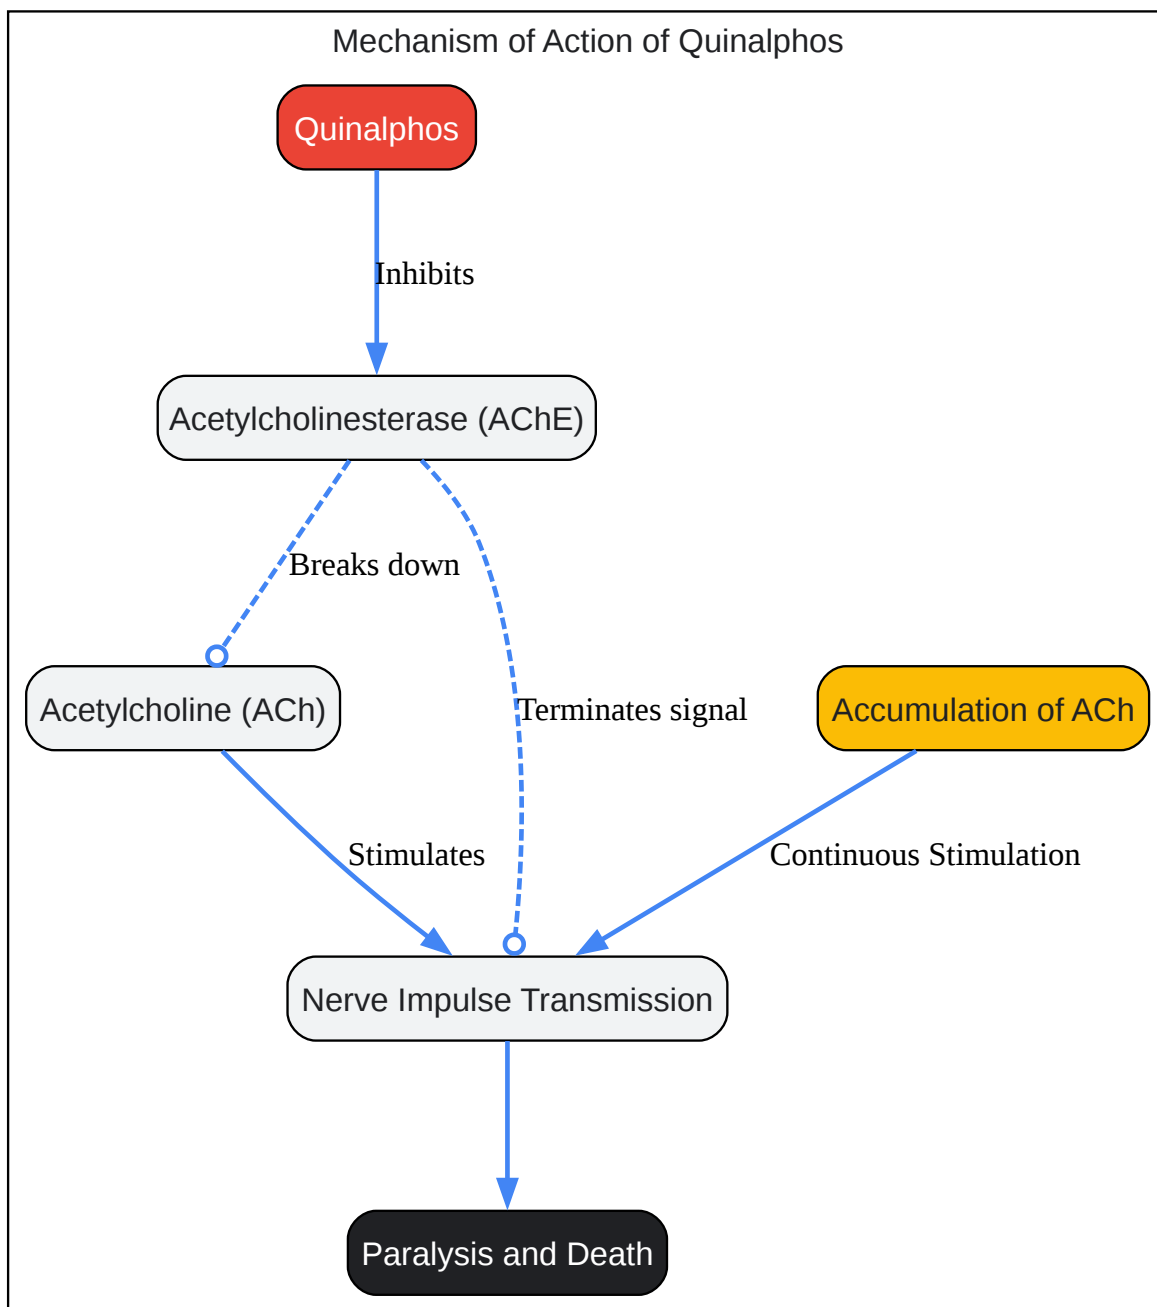 Mechanism of Action of Quinalphos
Quinalphos
Inhibits
Acetylcholinesterase (AChE)
Breaks down
Acetylcholine (ACh)
Terminates signal
Accumulation of ACh
Stimulates
Continuous Stimulation
Nerve Impulse Transmission
Paralysis and Death